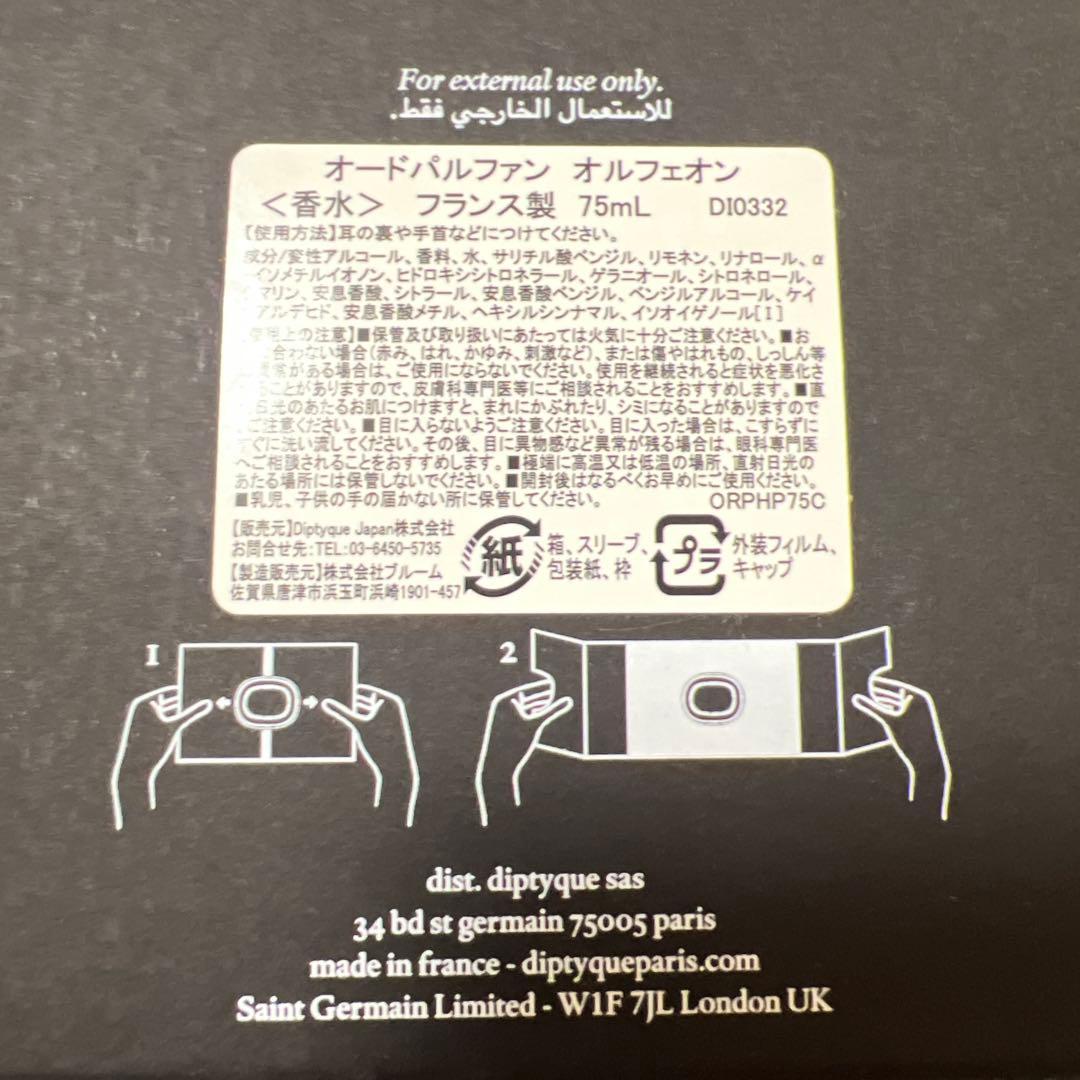 For external use only.
للاستعمال الخارجي فقط.
オードパルファン オルフェオン
＜香水＞ フランス製 75mL DI0332
【使用方法】耳の裏や手首などにつけてください。
成分/変性アルコール、香料、水、サリチル酸ベンジル、リモネン、リナロール、α
イソメチルイオノン、ヒドロキシシトロネラール、ゲラニオール、シトロネロール、
マリン、安息香酸、シトラール、安息香酸ベンジル、ベンジルアルコール、ケイ
アルデヒド、安息香酸メチル、ヘキシルシンナマル、イソオイゲノール[I]
使用上の注意】■保管及び取り扱いにあたっては火気に十分ご注意ください。■お
合わない場合(赤み、はれ、かゆみ、刺激など)、または傷やはれもの、しっしん等
異常がある場合は、ご使用にならないでください。使用を継続されると症状を悪化さ
ことがありますので、皮膚科専門医等にご相談されることをおすすめします。■直
日光のあたるお肌につけますと、まれにかぶれたり、シミになることがありますので
ご注意ください。■目に入らないようご注意ください。目に入った場合は、こすらずに
すぐに洗い流してください。その後、目に異物感など異常が残る場合は、眼科専門医
へご相談されることをおすすめします。■極端に高温又は低温の場所、直射日光の
あたる場所には保管しないでください。■開封後はなるべくお早めにご使用ください。
■乳児、子供の手の届かない所に保管してください。 ORPHP75C
【販売元】Diptyque Japan株式会社
お問合せ先:TEL:03-6450-5735
【製造販売元】株式会社ブルーム
佐賀県唐津市浜玉町浜崎1901-457
紙
箱、スリーブ、
包装紙、枠
プラ
外装フィルム、
キャップ
1
2
dist. diptyque sas
34 bd st germain 75005 paris
made in france - diptyqueparis.com
Saint Germain Limited - W1F 7JL London UK